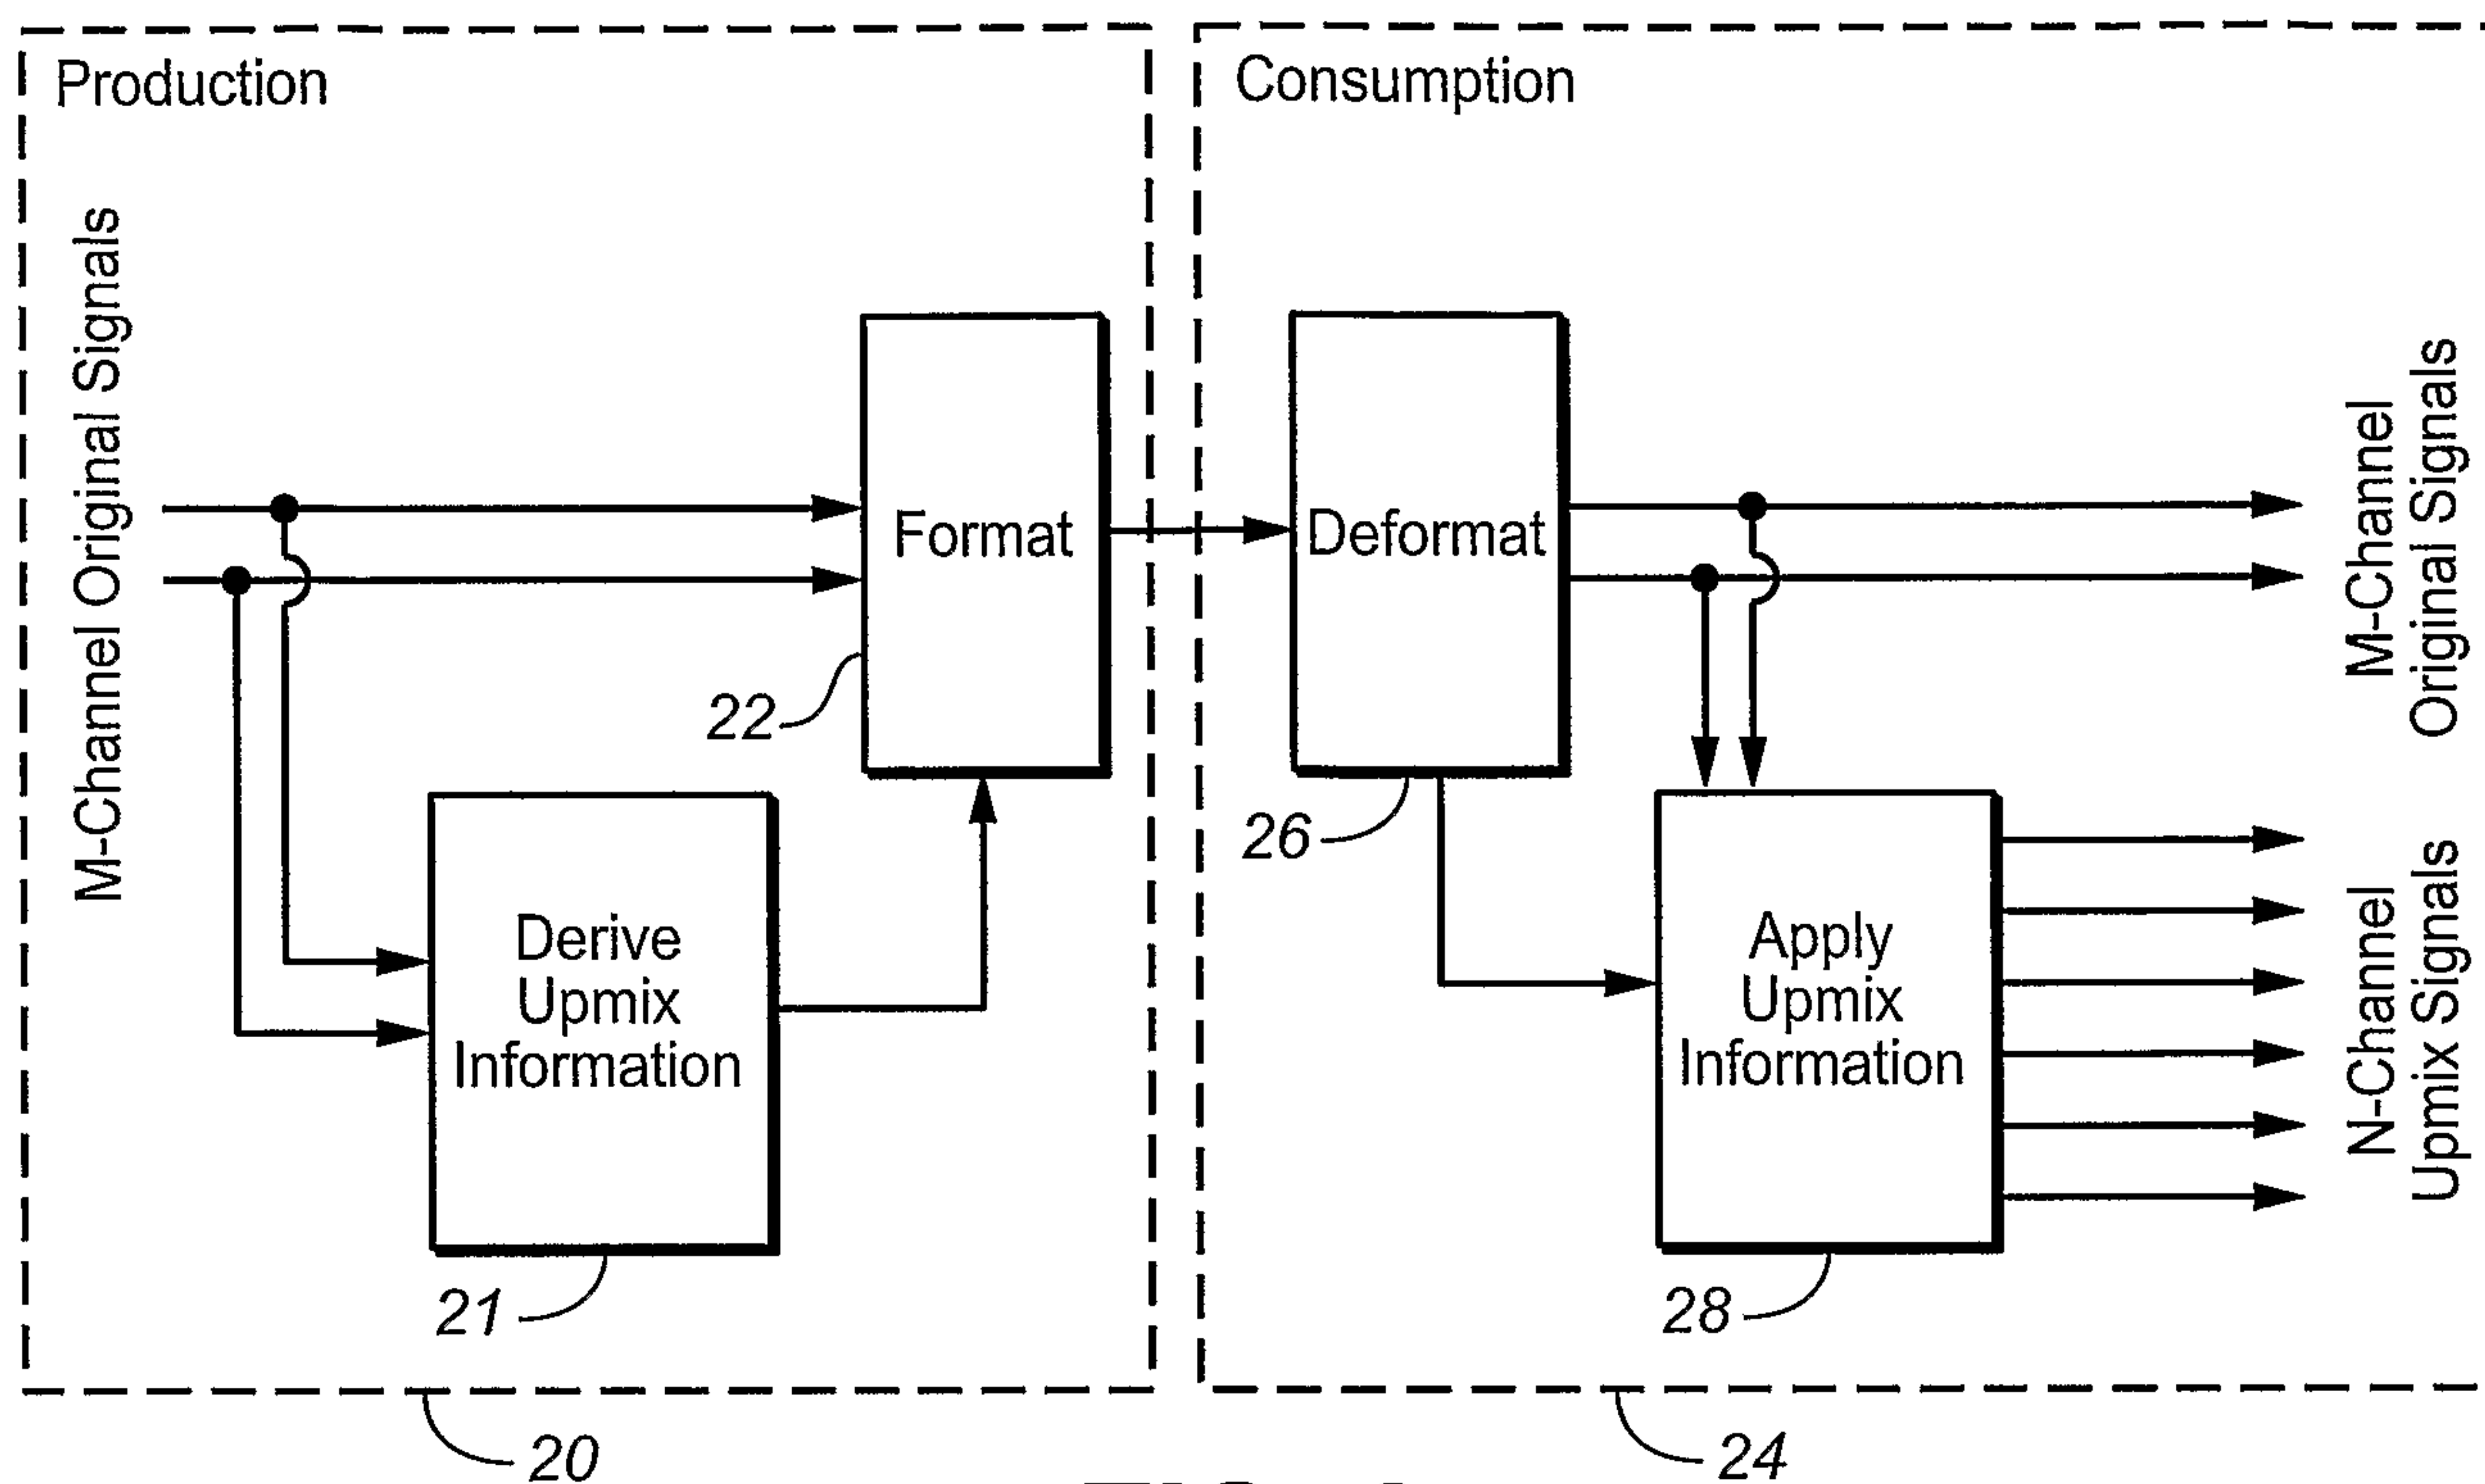 Production
Consumption
M-Channel Original Signals
Format
22
Derive
Upmix
Information
21
20
Deformat
26
Apply
Upmix
Information
28
24
M-Channel
Original Signals
N-Channel
Upmix Signals